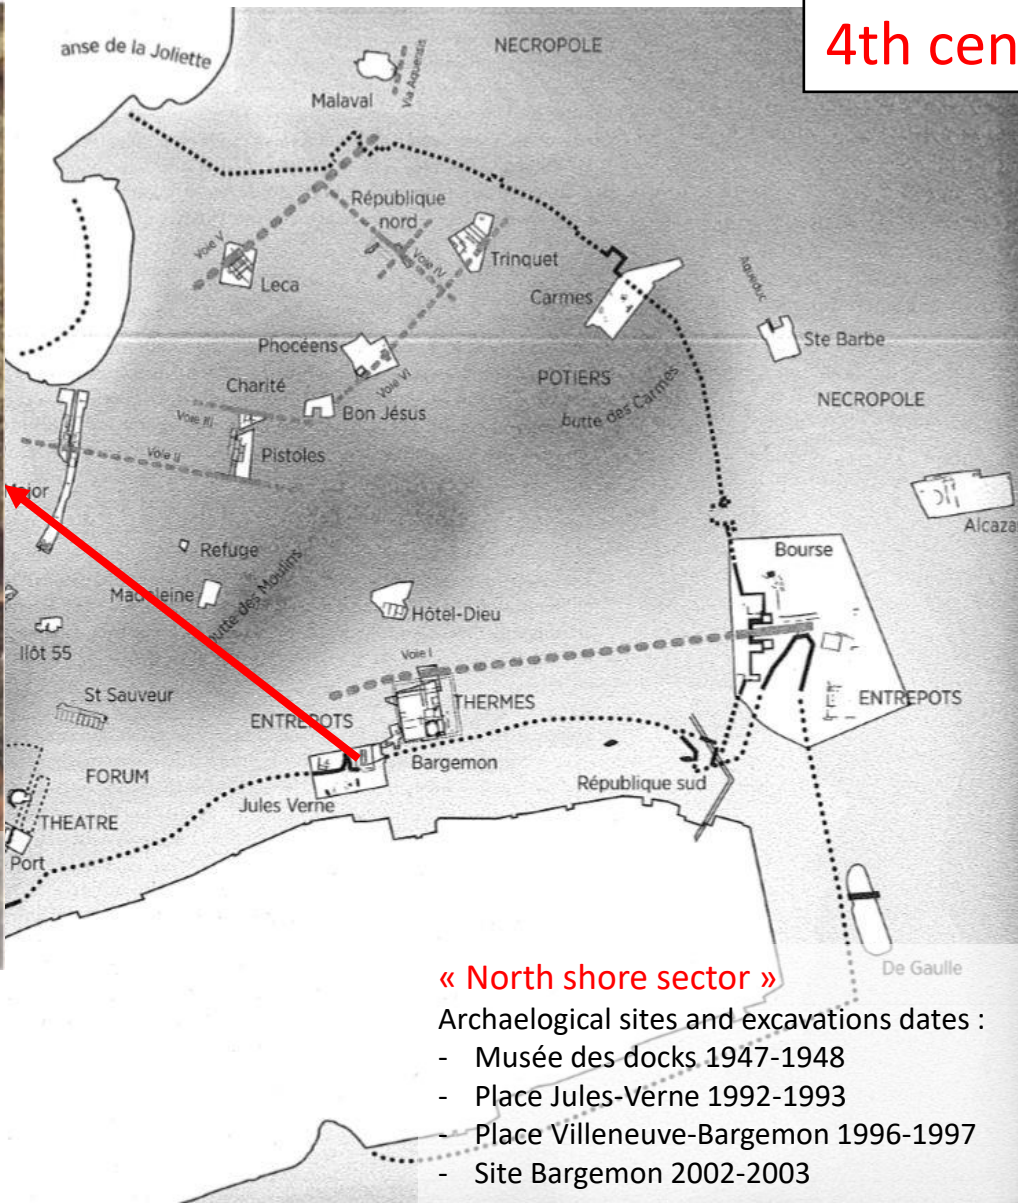 4th cen
anse de la Joliette
NECROPOLE
Via Aquensis
Malaval
République
nord
Voie V
Voie IV
Trinquet
Leca
Aqueduc
Carmes
Ste Barbe
Phocéens
POTIERS
Voie VI
Charité
butte des Carmes
NECROPOLE
Bon Jésus
Voie III
Voie II
Pistoles
Major
Alcaza
Refuge
Bourse
Madeleine
butte des Moulins
Hôtel-Dieu
Ilôt 55
Voie I
St Sauveur
THERMES
ENTREPOTS
ENTREPOTS
Bargemon
FORUM
République sud
Jules Verne
THEATRE
Port
De Gaulle
« North shore sector »
Archaelogical sites and excavations dates :
- Musée des docks 1947-1948
- Place Jules-Verne 1992-1993
- Place Villeneuve-Bargemon 1996-1997
- Site Bargemon 2002-2003